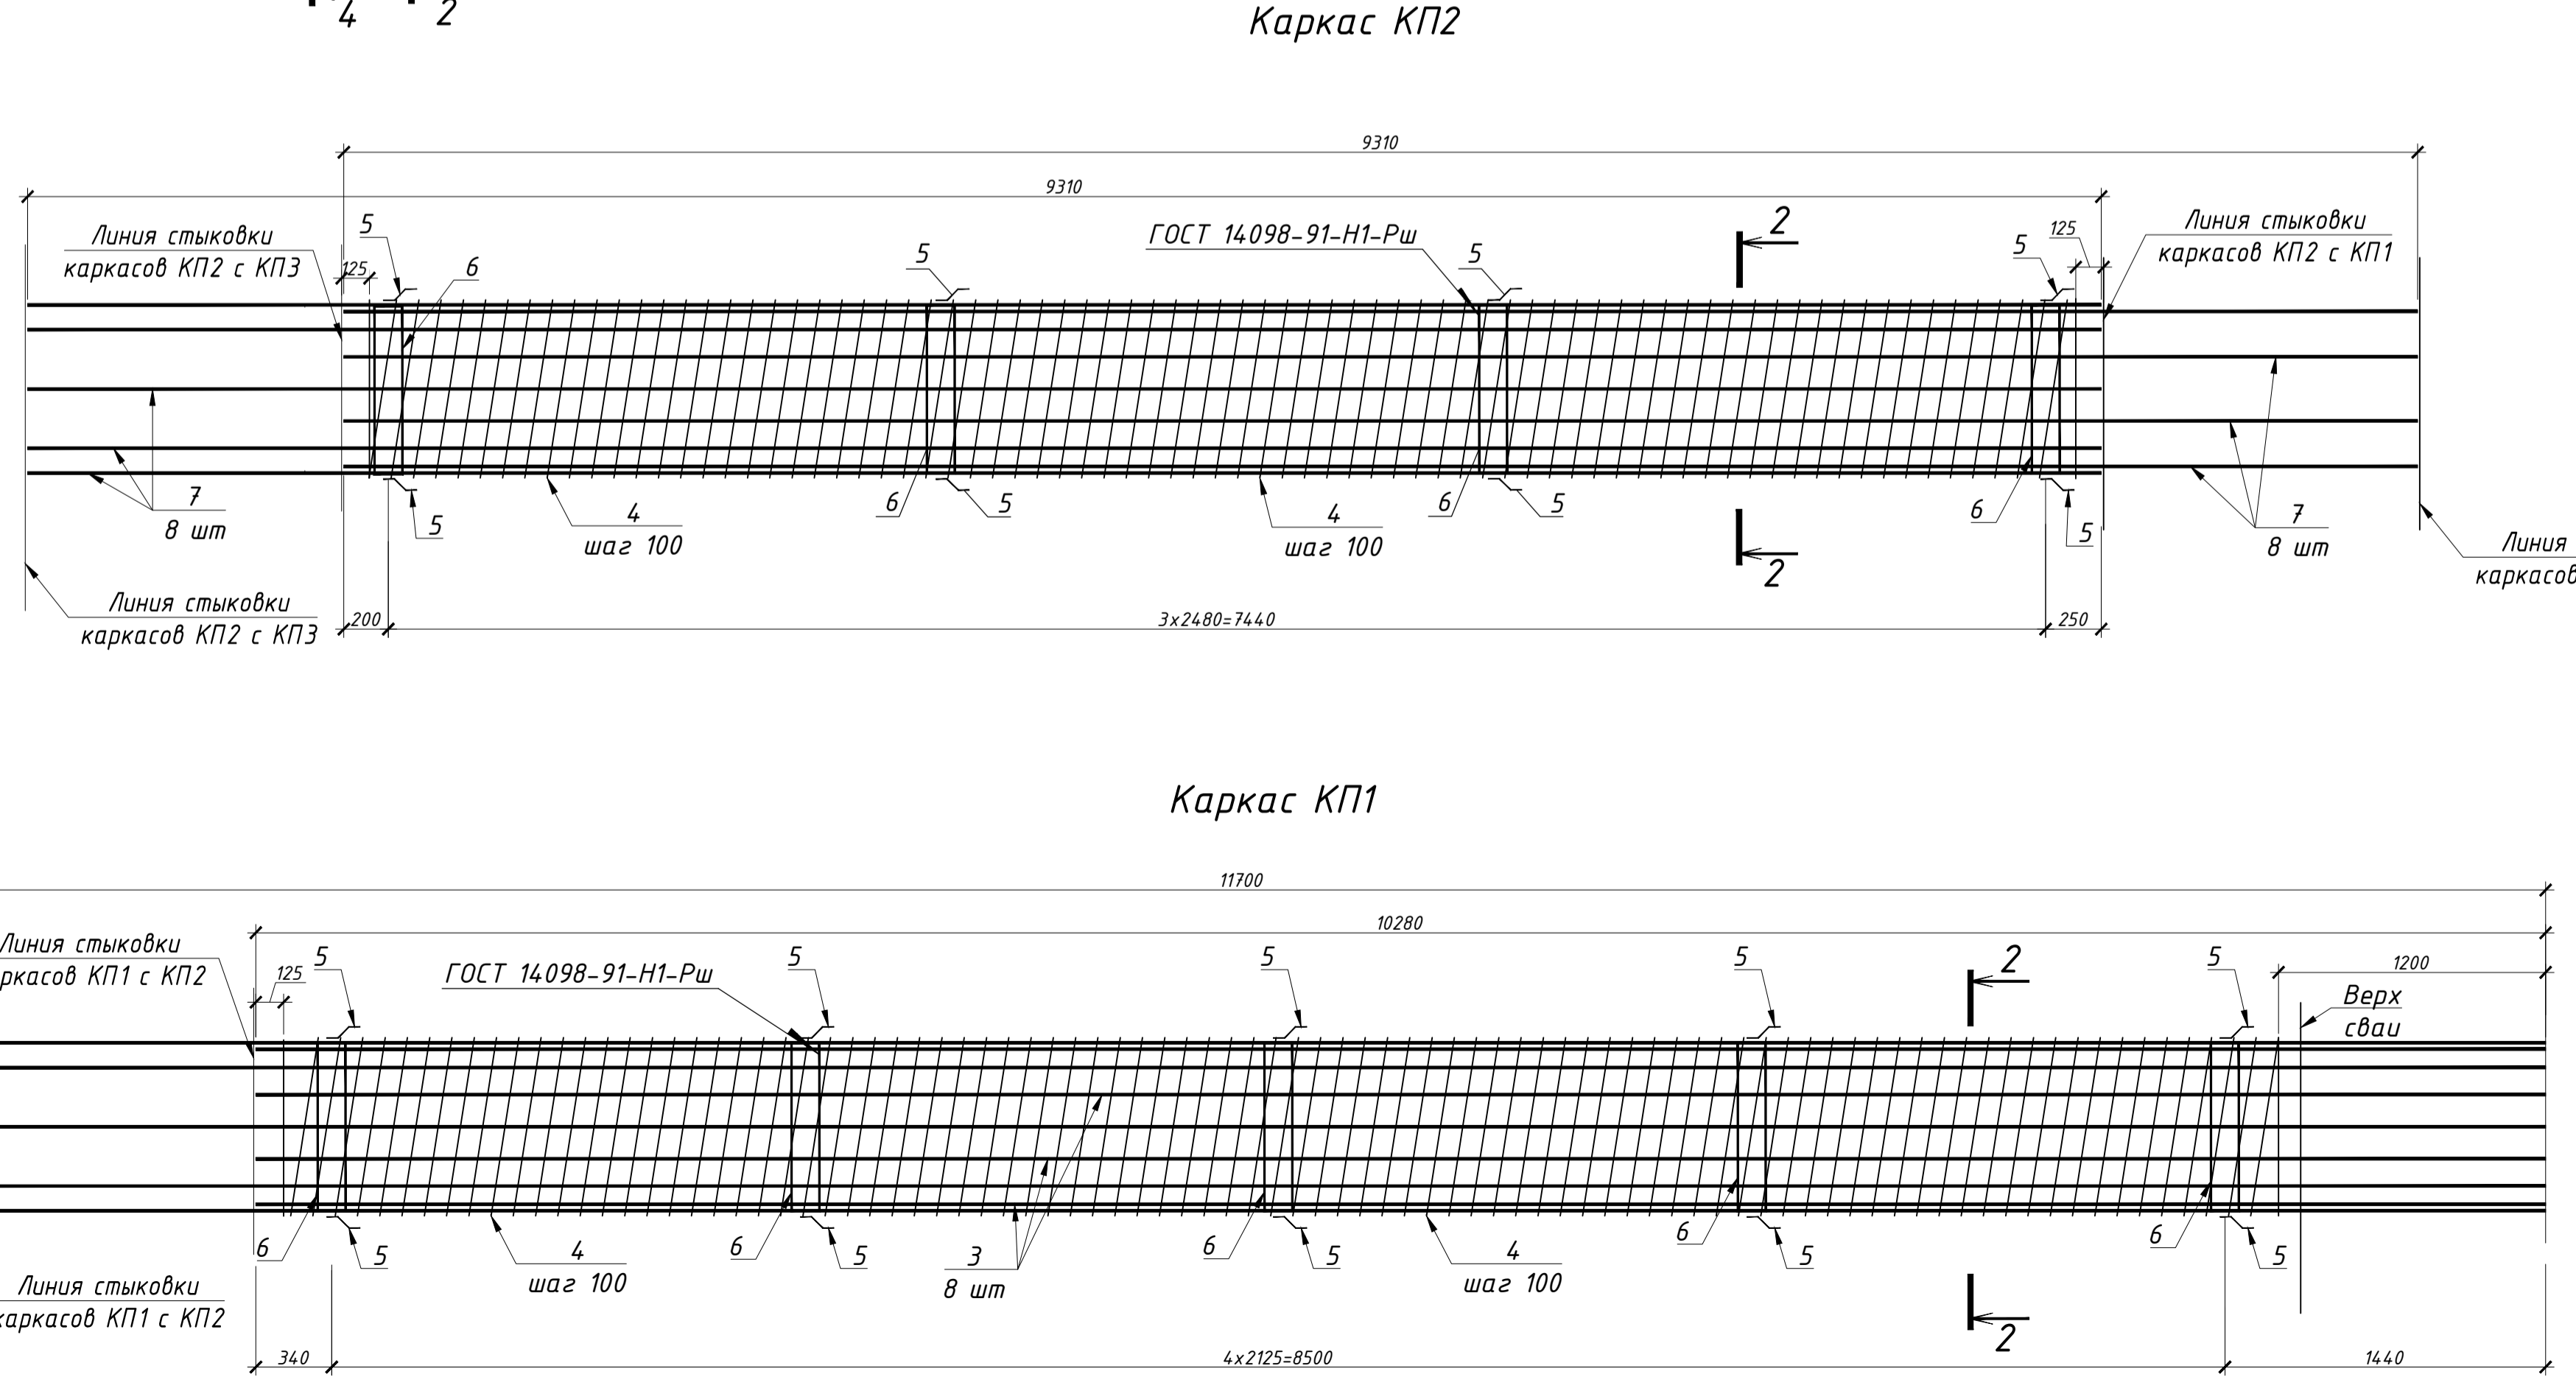 4 2
Каркас КП2
9310
9310
Линия стыковки
каркасов КП2 с КП3
125
5
6
5
ГОСТ 14098-91-Н1-Рш
5
2
5
125
Линия стыковки
каркасов КП2 с КП1
7
8 шт
5
4
шаг 100
6
5
4
шаг 100
6
5
2
6
5
7
8 шт
Линия
каркасов
Линия стыковки
каркасов КП2 с КП3
200
3х2480=7440
250
Каркас КП1
11700
10280
Линия стыковки
ркасов КП1 с КП2
125
5
ГОСТ 14098-91-Н1-Рш
5
5
5
2
5
1200
Верх
сваи
6
5
4
шаг 100
6
5
3
8 шт
6
5
4
шаг 100
6
5
6
5
Линия стыковки
каркасов КП1 с КП2
2
340
4х2125=8500
1440